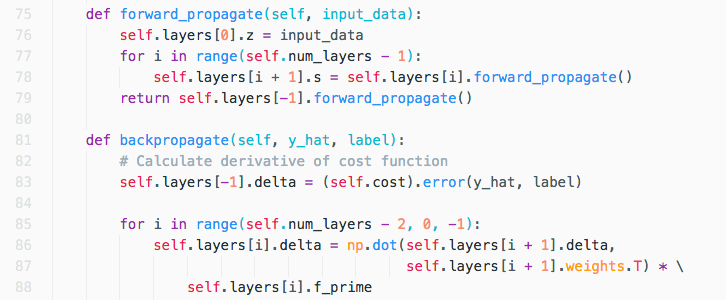 75 def forward_propagate(self, input_data):
76 self.layers[0].z = input_data
77 for i in range(self.num_layers - 1):
78 self.layers[i + 1].s = self.layers[i].forward_propagate()
79 return self.layers[-1].forward_propagate()
80
81 def backpropagate(self, y_hat, label):
82 # Calculate derivative of cost function
83 self.layers[-1].delta = (self.cost).error(y_hat, label)
84
85 for i in range(self.num_layers - 2, 0, -1):
86 self.layers[i].delta = np.dot(self.layers[i + 1].delta,
87 self.layers[i + 1].weights.T) * \
88 self.layers[i].f_prime